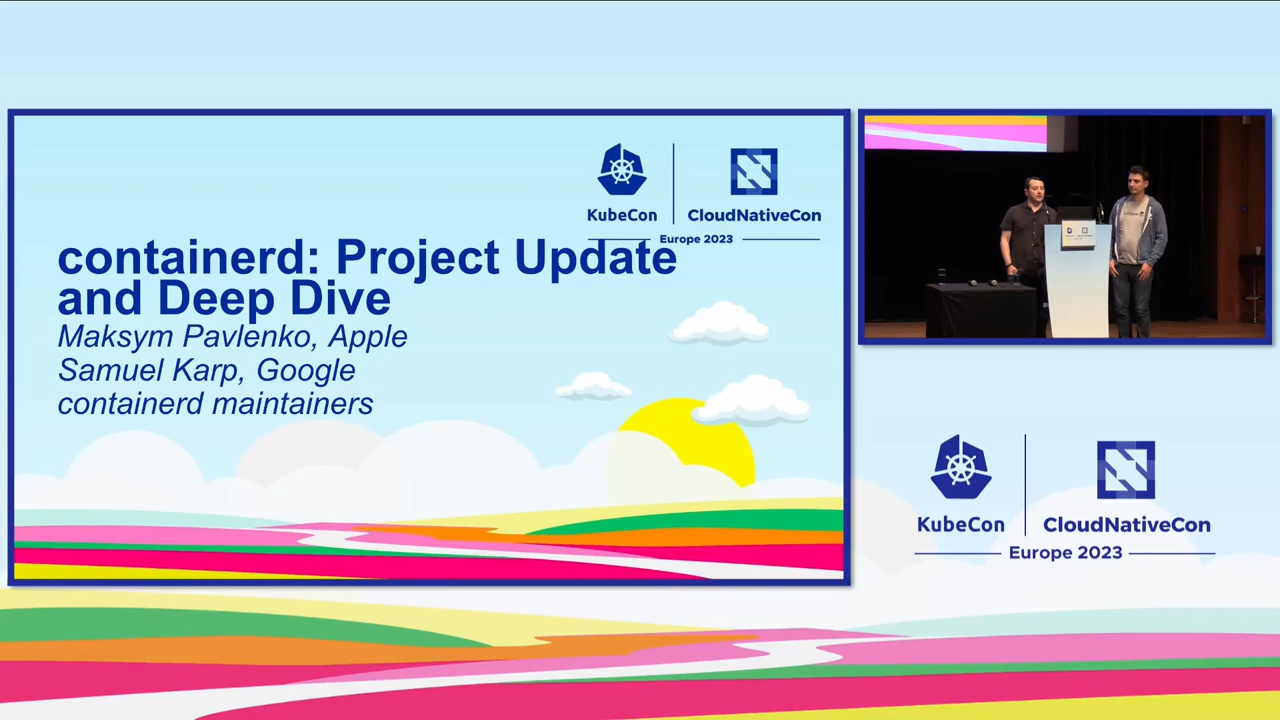 KubeCon
CloudNativeCon
Europe 2023
containerd: Project Update
and Deep Dive
Maksym Pavlenko, Apple
Samuel Karp, Google
containerd maintainers
KubeCon
CloudNativeCon
Europe 2023